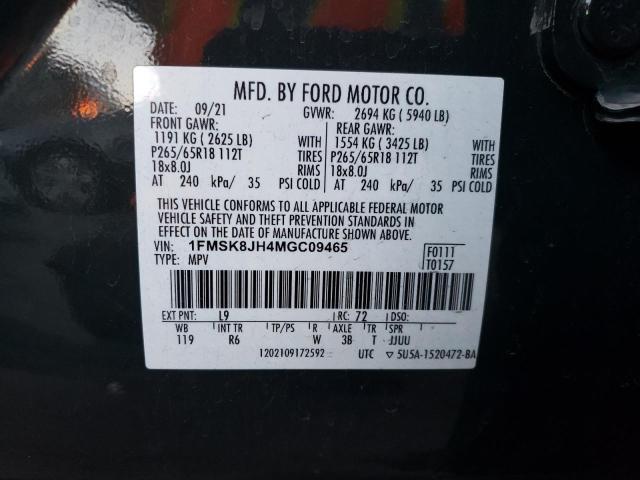 MFD. BY FORD MOTOR CO.
DATE: 09/21 GVWR: 2694 KG ( 5940 LB)
FRONT GAWR: REAR GAWR:
1191 KG ( 2625 LB) WITH 1554 KG ( 3425 LB) WITH
P265/65R18 112T TIRES P265/65R18 112T TIRES
18x8.0J RIMS 18x8.0J RIMS
AT 240 kPa/ 35 PSI COLD AT 240 kPa/ 35 PSI COLD
THIS VEHICLE CONFORMS TO ALL APPLICABLE FEDERAL MOTOR
VEHICLE SAFETY AND THEFT PREVENTION STANDARDS IN
EFFECT ON THE DATE OF MANUFACTURE SHOWN ABOVE.
VIN: 1FMSK8JH4MGC09465 F0111
TYPE: MPV T0157
EXT PNT: L9 RC: 72 DSO:
WB INT TR TP/PS R AXLE TR SPR
119 R6 W 3B T JJUU
1202109172592 UTC ▽ 5U5A-1520472-BA